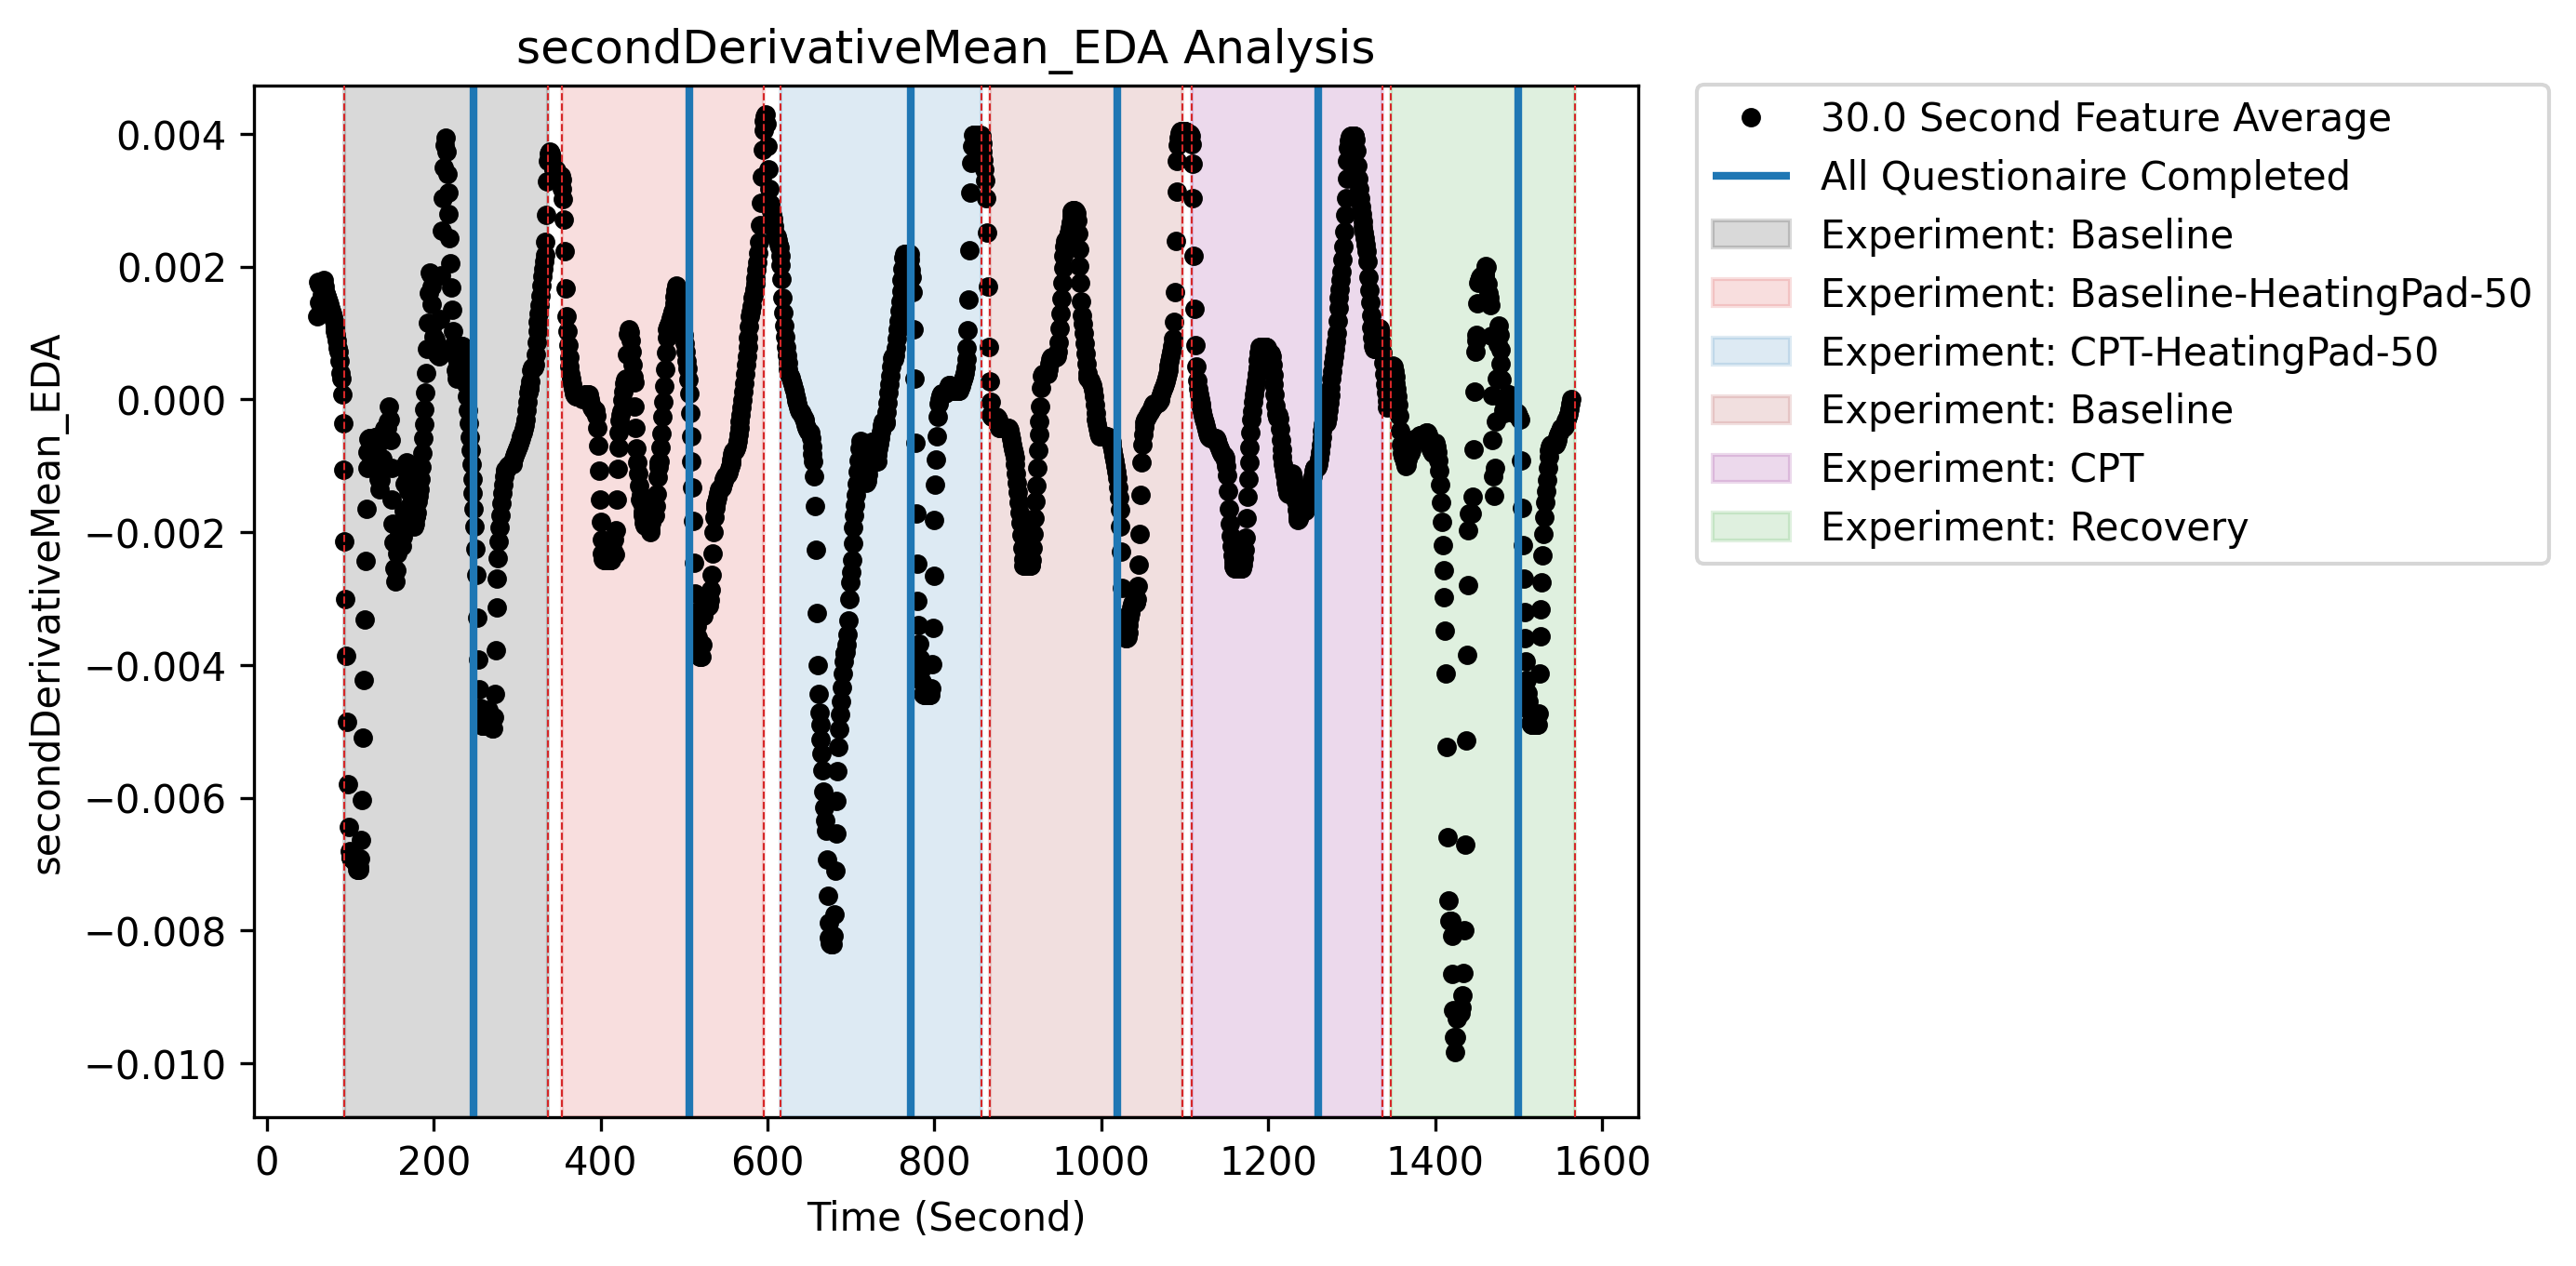 secondDerivativeMean_EDA Analysis
secondDerivativeMean_EDA
0.004
0.002
0.000
−0.002
−0.004
−0.006
−0.008
−0.010
0 200 400 600 800 1000 1200 1400 1600
Time (Second)
30.0 Second Feature Average
All Questionaire Completed
Experiment: Baseline
Experiment: Baseline-HeatingPad-50
Experiment: CPT-HeatingPad-50
Experiment: Baseline
Experiment: CPT
Experiment: Recovery